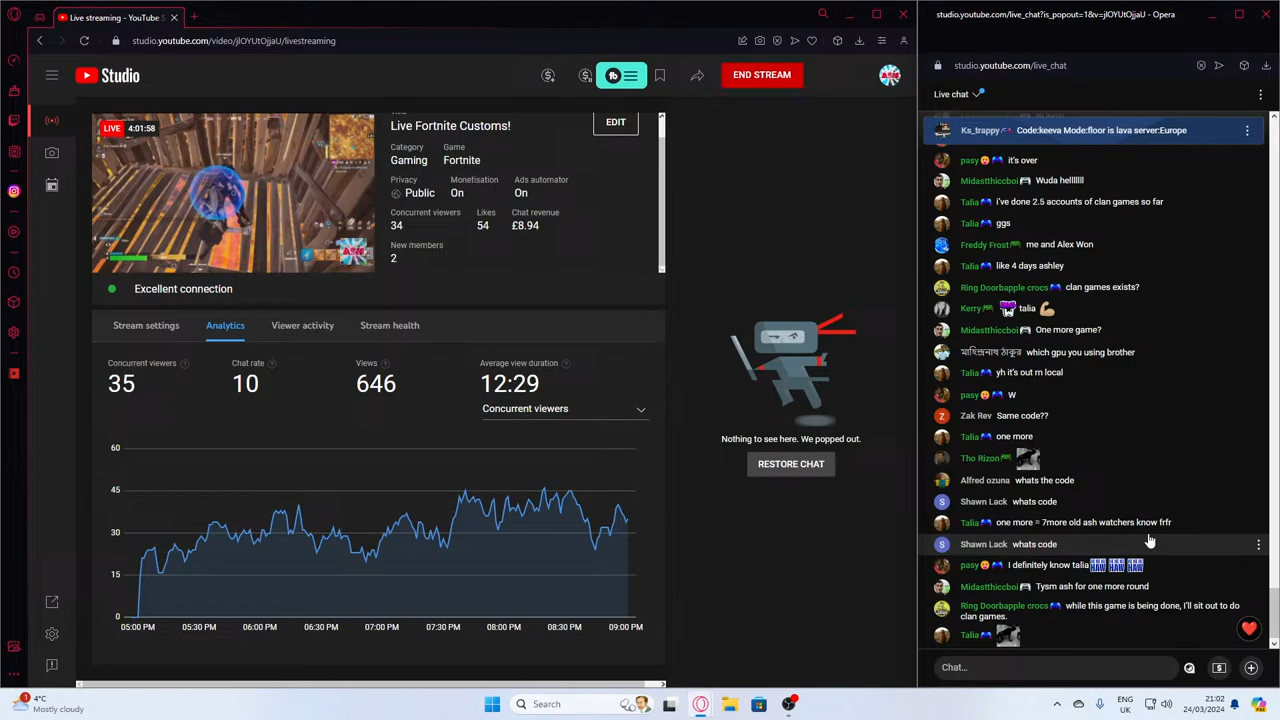 Live streaming - YouTube S
studio.youtube.com/live_chat?is_popout=1&v=jlOYUtOjjaU - Opera
studio.youtube.com/video/jlOYUtOjjaU/livestreaming
studio.youtube.com/live_chat
Studio
END STREAM
Live chat
LIVE 4:01:58
Live Fortnite Customs!
EDIT
Category
Game
Gaming
Fortnite
Privacy
Monetisation
Ads automator
Public
On
On
Concurrent viewers
Likes
Chat revenue
34
54
£8.94
New members
2
Excellent connection
Stream settings
Analytics
Viewer activity
Stream health
Concurrent viewers
Chat rate
Views
Average view duration
35
10
646
12:29
Concurrent viewers
60
45
30
15
0
05:00 PM
05:30 PM
06:00 PM
06:30 PM
07:00 PM
07:30 PM
08:00 PM
08:30 PM
09:00 PM
Nothing to see here. We popped out.
RESTORE CHAT
Ks_trappy Code:keeva Mode:floor is lava server:Europe
pasy it's over
Midastthiccboi Wuda hellllllll
Talia i've done 2.5 accounts of clan games so far
Talia ggs
Freddy Frost me and Alex Won
Talia like 4 days ashley
Ring Doorbapple crocs clan games exists?
Kerry talia
Midastthiccboi One more game?
মাহিন্দ্রনাথ ঠাকুর which gpu you using brother
Talia yh it's out rn local
pasy W
Zak Rev Same code??
Talia one more
Tho Rizon
Alfred ozuna whats the code
Shawn Lack whats code
Talia one more = 7more old ash watchers know frfr
Shawn Lack whats code
pasy I definitely know talia
Midastthiccboi Tysm ash for one more round
Ring Doorbapple crocs while this game is being done, I'll sit out to do
clan games.
Talia
Chat...
4°C
Mostly cloudy
Search
ENG
UK
21:02
24/03/2024